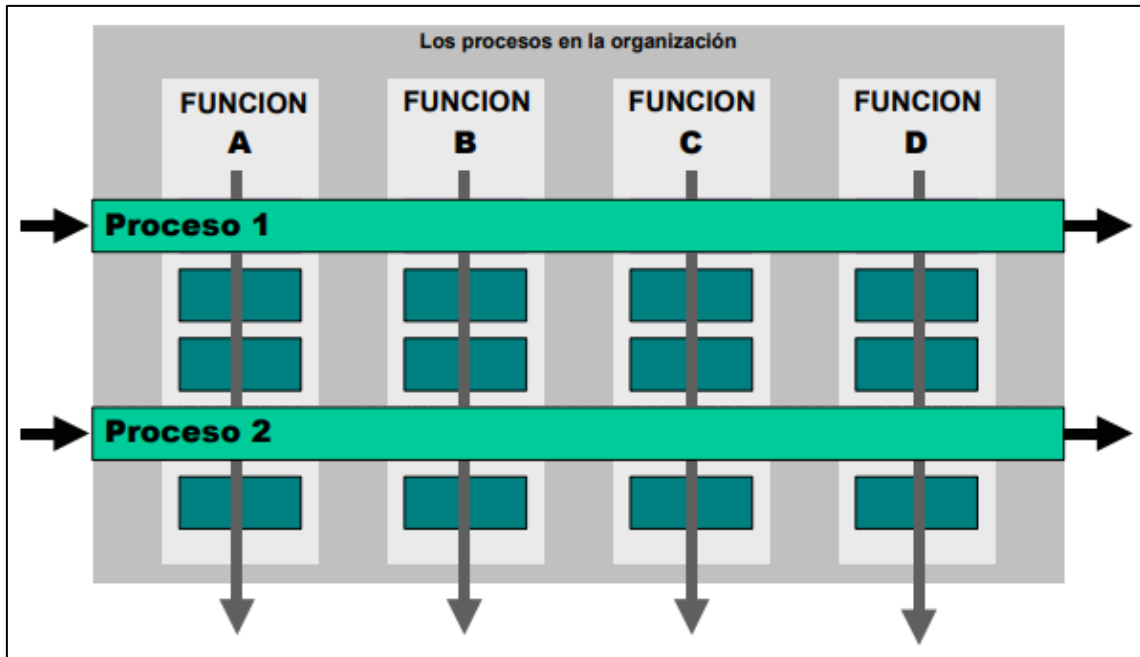 Los procesos en la organización
FUNCION
A
FUNCION
B
FUNCION
C
FUNCION
D
Proceso 1
Proceso 2